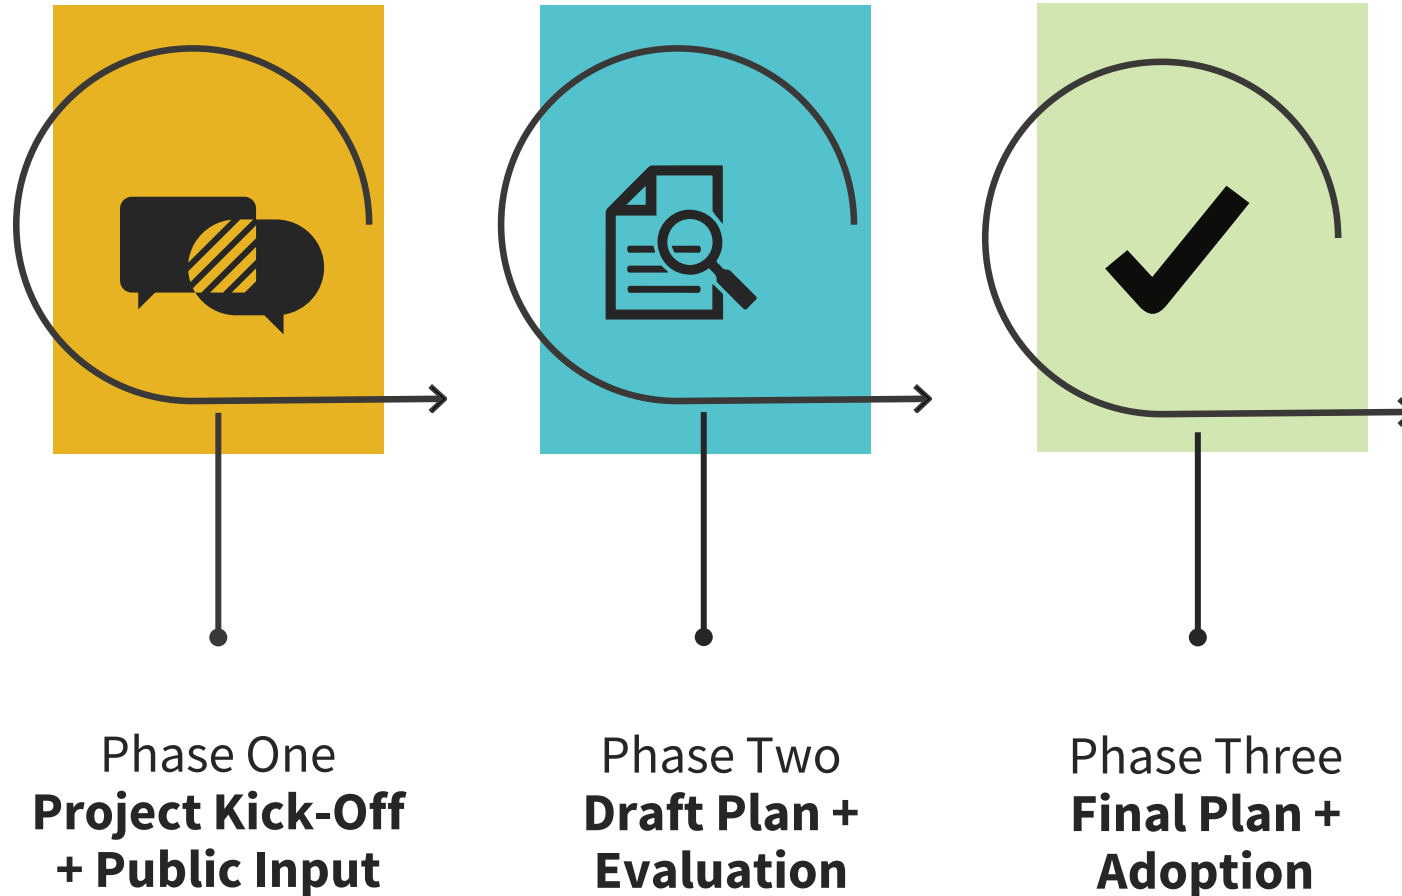 Phase One
Project Kick-Off
+ Public Input
Phase Two
Draft Plan +
Evaluation
Phase Three
Final Plan +
Adoption